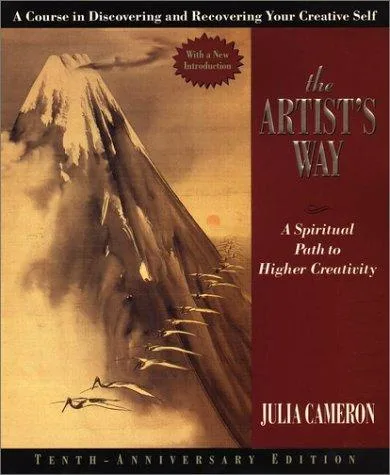 A Course in Discovering and Recovering Your Creative Self
With a New
Introduction
the
ARTIST'S
WAY
A Spiritual
Path to
Higher Creativity
JULIA CAMERON
TENTH-ANNIVERSARY EDITION